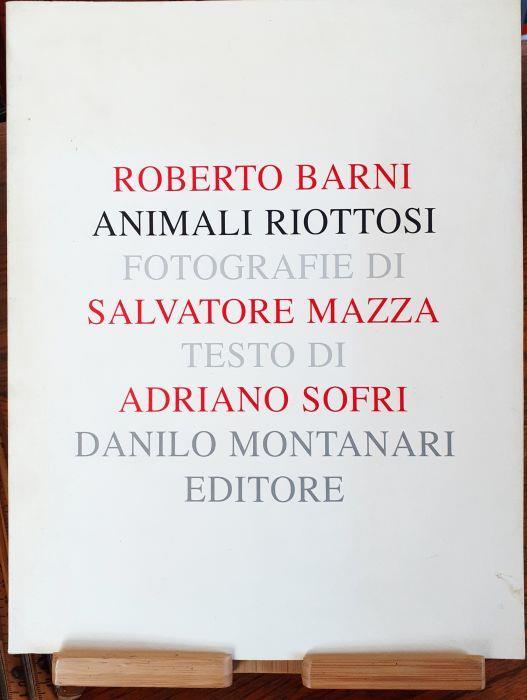 ROBERTO BARNI
ANIMALI RIOTTOSI
FOTOGRAFIE DI
SALVATORE MAZZA
TESTO DI
ADRIANO SOFRI
DANILO MONTANARI
EDITORE